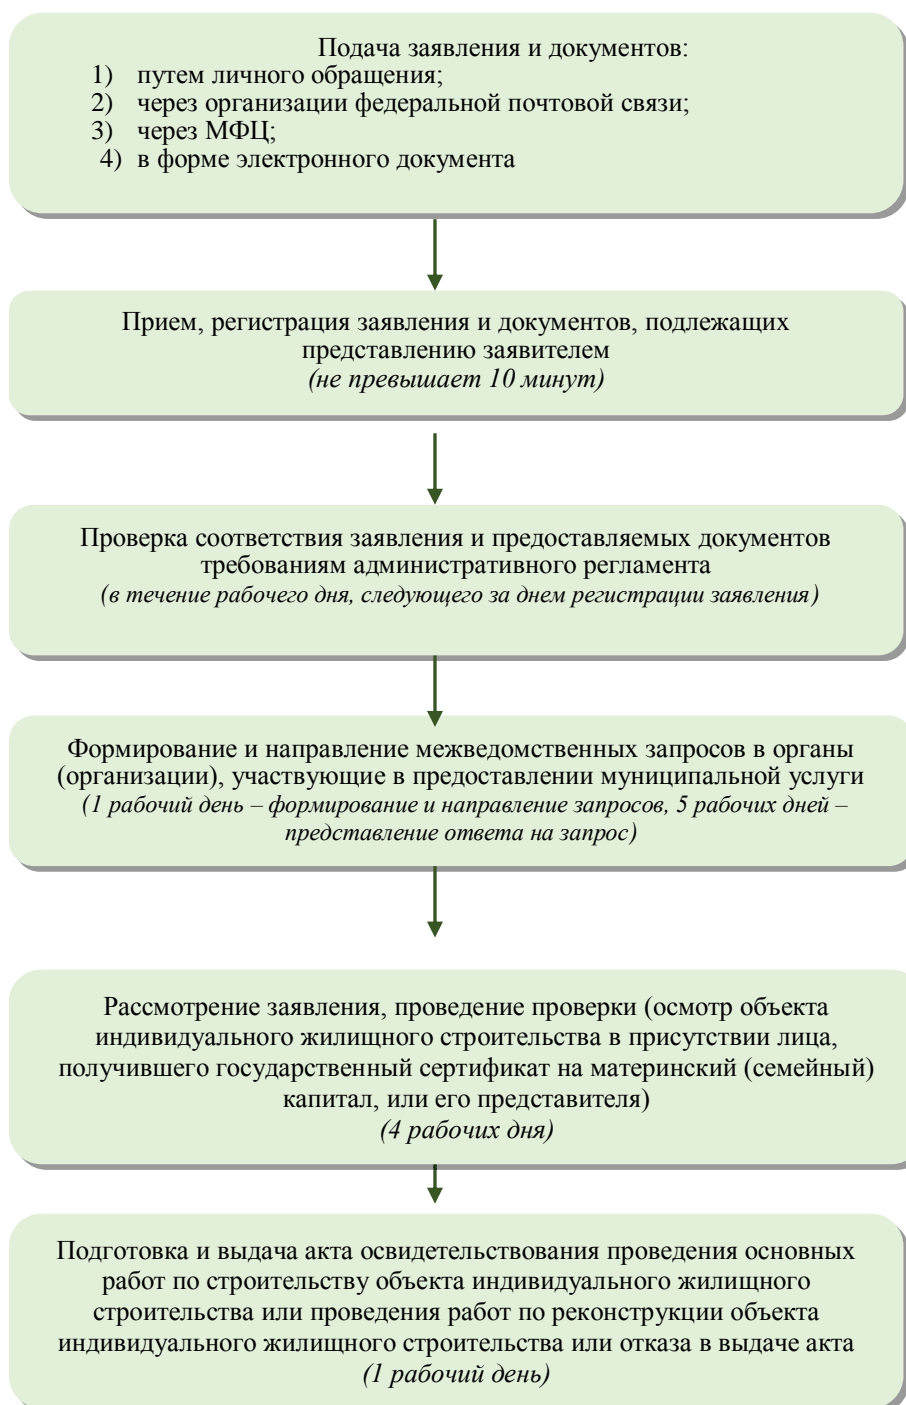 Подача заявления и документов:
1) путем личного обращения;
2) через организации федеральной почтовой связи;
3) через МФЦ;
4) в форме электронного документа
Прием, регистрация заявления и документов, подлежащих
представлению заявителем
(не превышает 10 минут)
Проверка соответствия заявления и предоставляемых документов
требованиям административного регламента
(в течение рабочего дня, следующего за днем регистрации заявления)
Формирование и направление межведомственных запросов в органы
(организации), участвующие в предоставлении муниципальной услуги
(1 рабочий день – формирование и направление запросов, 5 рабочих дней –
представление ответа на запрос)
Рассмотрение заявления, проведение проверки (осмотр объекта
индивидуального жилищного строительства в присутствии лица,
получившего государственный сертификат на материнский (семейный)
капитал, или его представителя)
(4 рабочих дня)
Подготовка и выдача акта освидетельствования проведения основных
работ по строительству объекта индивидуального жилищного
строительства или проведения работ по реконструкции объекта
индивидуального жилищного строительства или отказа в выдаче акта
(1 рабочий день)